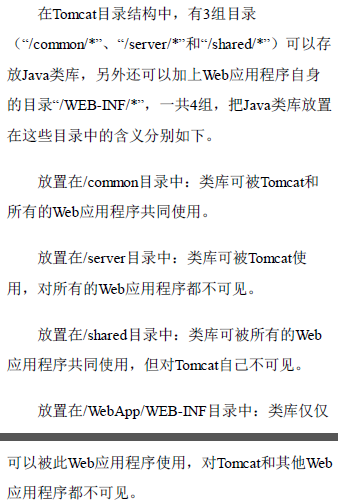 在Tomcat目录结构中，有3组目录
（“/common/*”、“/server/*”和“/shared/*”）可以存
放Java类库，另外还可以加上Web应用程序自身
的目录“/WEB-INF/*”，一共4组，把Java类库放置
在这些目录中的含义分别如下。
放置在/common目录中：类库可被Tomcat和
所有的Web应用程序共同使用。
放置在/server目录中：类库可被Tomcat使
用，对所有的Web应用程序都不可见。
放置在/shared目录中：类库可被所有的Web
应用程序共同使用，但对Tomcat自己不可见。
放置在/WebApp/WEB-INF目录中：类库仅仅
可以被此Web应用程序使用，对Tomcat和其他Web
应用程序都不可见。